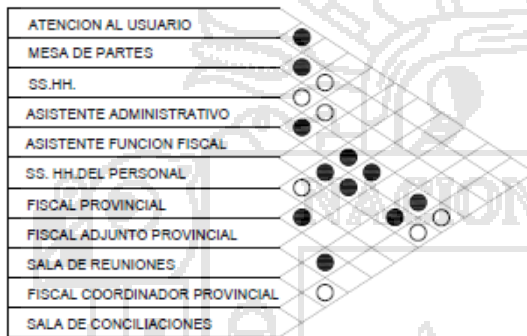 ATENCION AL USUARIO
MESA DE PARTES
SS.HH.
ASISTENTE ADMINISTRATIVO
ASISTENTE FUNCION FISCAL
SS. HH.DEL PERSONAL
FISCAL PROVINCIAL
FISCAL ADJUNTO PROVINCIAL
SALA DE REUNIONES
FISCAL COORDINADOR PROVINCIAL
SALA DE CONCILIACIONES
NACION